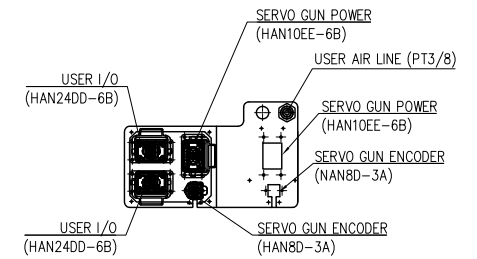 SERVO GUN POWER
(HAN10EE-6B)
USER AIR LINE (PT3/8)
USER I/O
(HAN24DD-6B)
SERVO GUN POWER
(HAN10EE-6B)
SERVO GUN ENCODER
(NAN8D-3A)
USER I/O
(HAN24DD-6B)
SERVO GUN ENCODER
(HAN8D-3A)